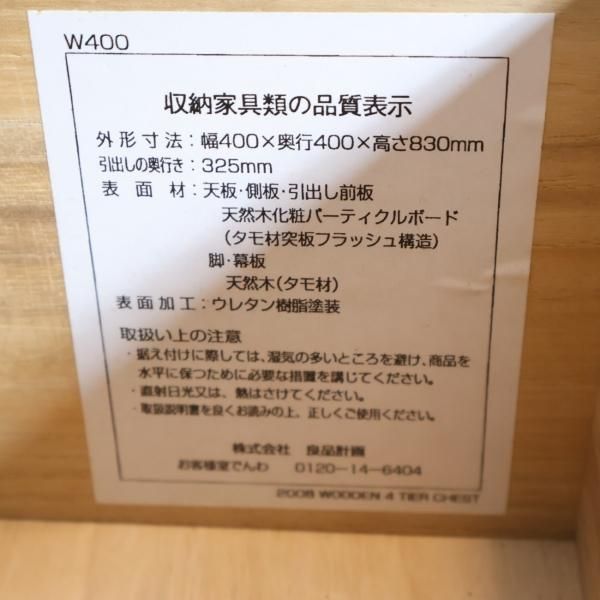 W400
収納家具類の品質表示
外形寸法：幅400×奥行400×高さ830mm
引出しの奥行き：325mm
表面材：天板・側板・引出し前板
天然木化粧パーティクルボード
（タモ材突板フラッシュ構造）
脚・幕板
天然木（タモ材）
表面加工：ウレタン樹脂塗装
取扱い上の注意
・据え付けに際しては、湿気の多いところを避け、商品を
水平に保つために必要な措置を講じてください。
・直射日光又は、熱はさけてください。
・取扱説明書を良くお読みの上、正しくご使用ください。
株式会社 良品計画
お客様室でんわ 0120-14-6404
2008 WOODEN 4 TIER CHEST